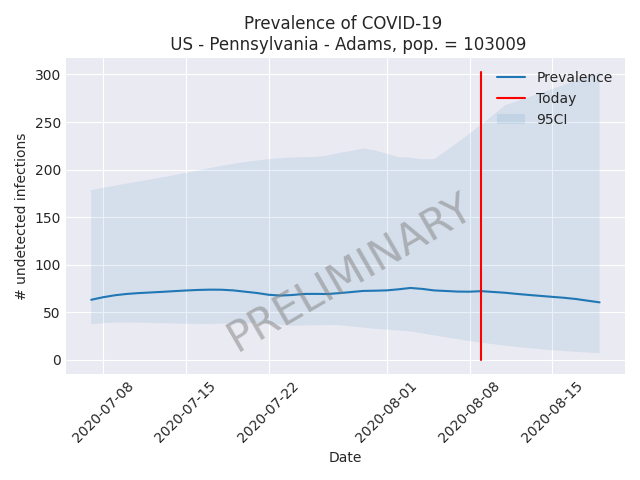 Prevalence of COVID-19
US - Pennsylvania - Adams, pop. = 103009
300
250
200
150
100
50
0
# undetected infections
Prevalence
Today
95CI
PRELIMINARY
2020-07-08
2020-07-15
2020-07-22
2020-08-01
2020-08-08
2020-08-15
Date